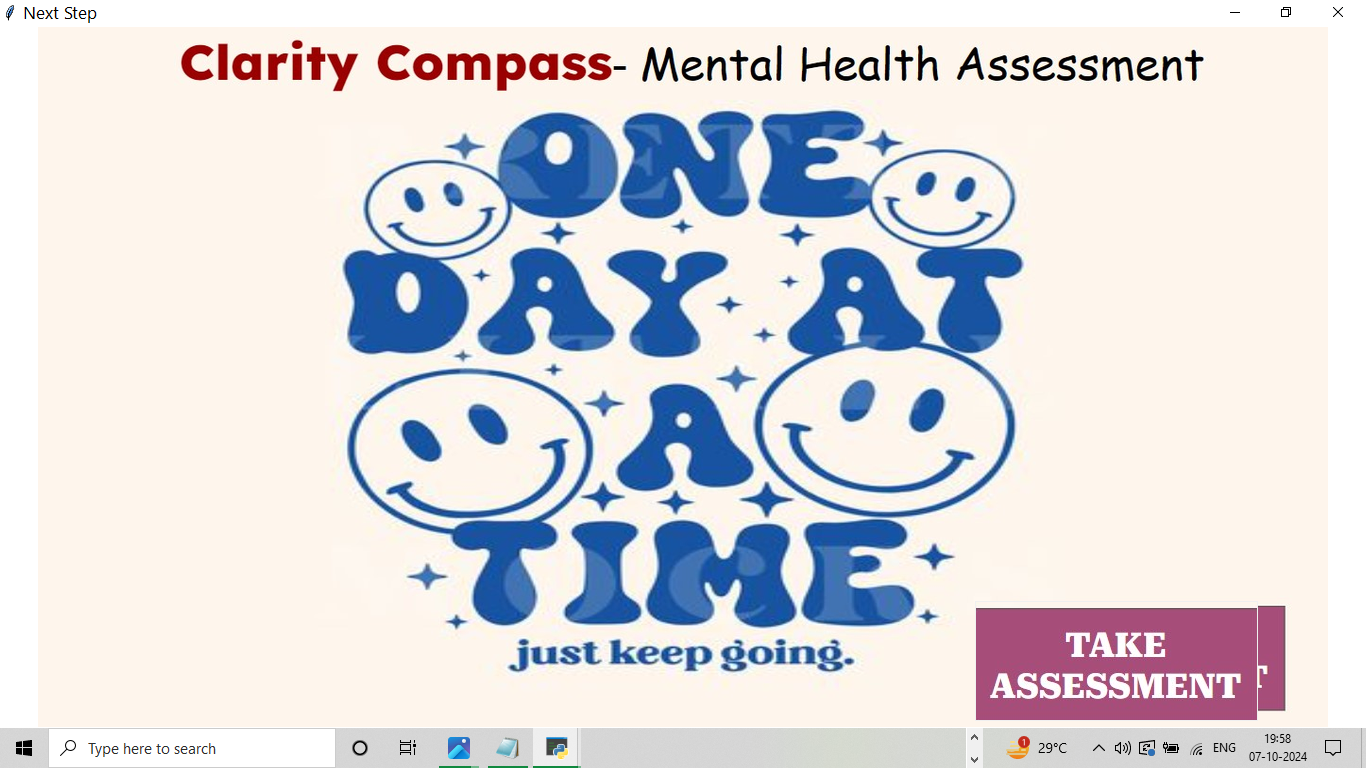 Next Step
Clarity Compass- Mental Health Assessment
ONE
DAY AT
A
TIME
just keep going.
TAKE
ASSESSMENT
T
Type here to search
1
29°C
ENG
19:58
07-10-2024